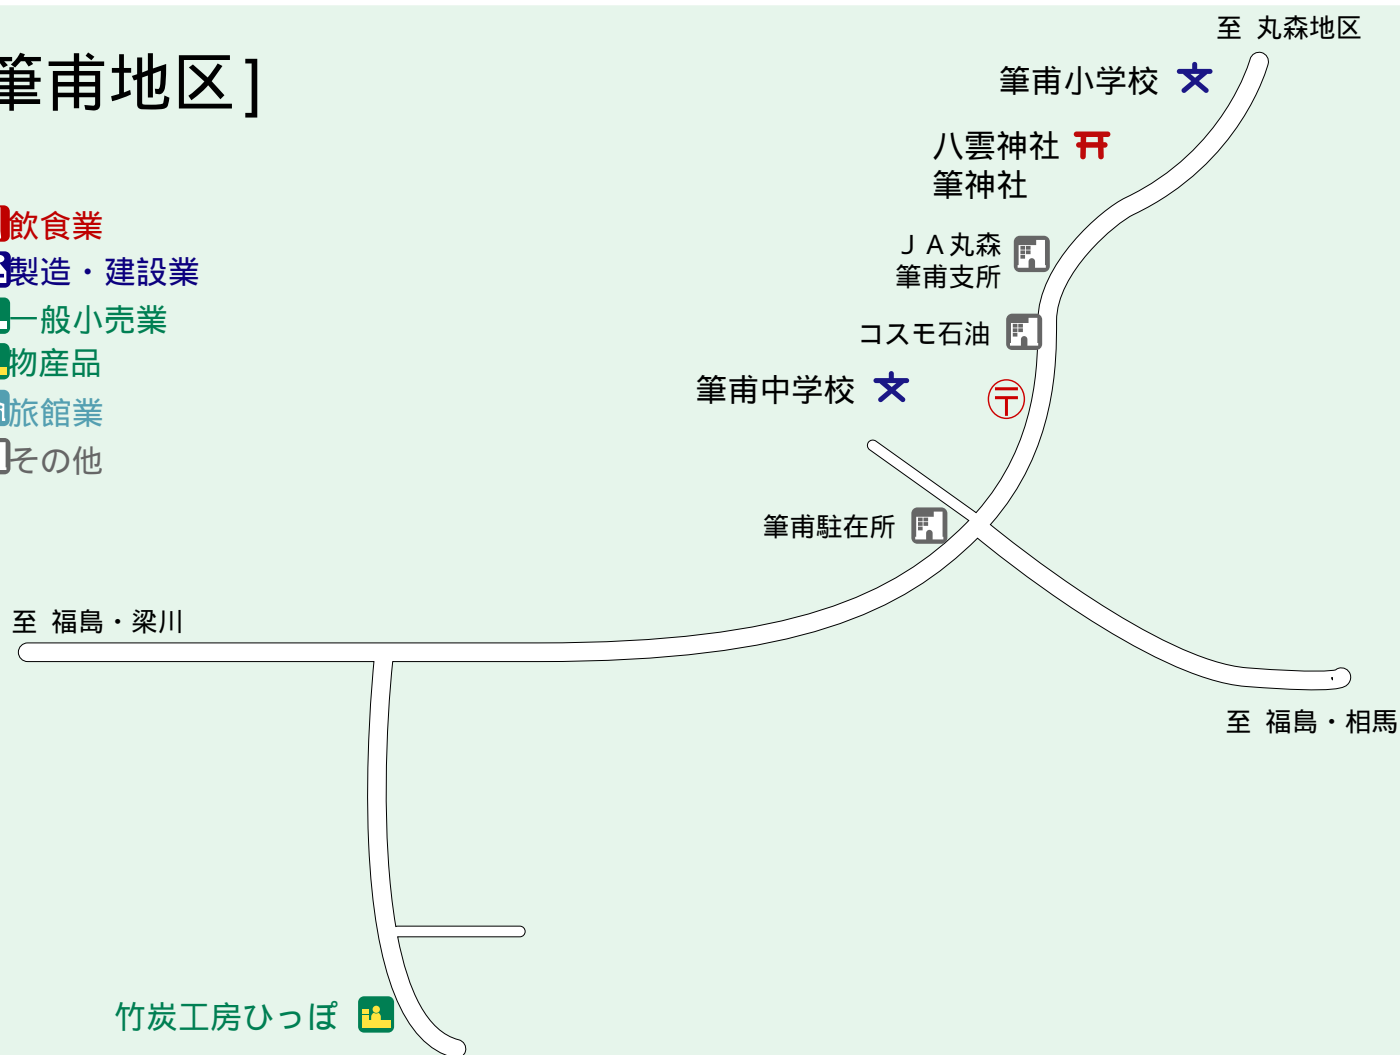 至 丸森地区
筆甫地区]
筆甫小学校
八雲神社
筆神社
飲食業
製造・建設業
一般小売業
物産品
旅館業
その他
ＪＡ丸森
筆甫支所
コスモ石油
筆甫中学校
筆甫駐在所
至 福島・梁川
至 福島・相馬
竹炭工房ひっぽ